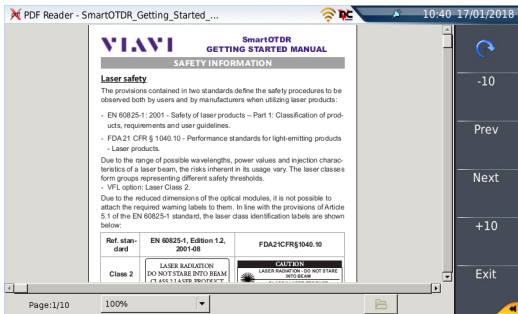 PDF Reader - SmartOTDR_Getting_Started_...
10:40 17/01/2018
VIAVI
SmartOTDR
GETTING STARTED MANUAL
SAFETY INFORMATION
Laser safety
The provisions contained in two standards define the safety procedures to be
observed both by users and by manufacturers when utilizing laser products:
- EN 60825-1: 2001 - Safety of laser products – Part 1: Classification of prod-
ucts, requirements and user guidelines.
- FDA 21 CFR § 1040.10 - Performance standards for light-emitting products
- Laser products.
Due to the range of possible wavelengths, power values and injection charac-
teristics of a laser beam, the risks inherent in its usage vary. The laser classes
form groups representing different safety thresholds.
- VFL option: Laser Class 2.
Due to the reduced dimensions of the optical modules, it is not possible to
attach the required warning labels to them. In line with the provisions of Article
5.1 of the EN 60825-1 standard, the laser class identification labels are shown
below:
Ref. stan-
dard
EN 60825-1, Edition 1.2,
2001-08
FDA21CFR§1040.10
Class 2
LASER RADIATION
DO NOT STARE INTO BEAM
CLASS 2 LASER PRODUCT
CAUTION
LASER RADIATION - DO NOT STARE
INTO BEAM
Page:1/10
100%
-10
Prev
Next
+10
Exit